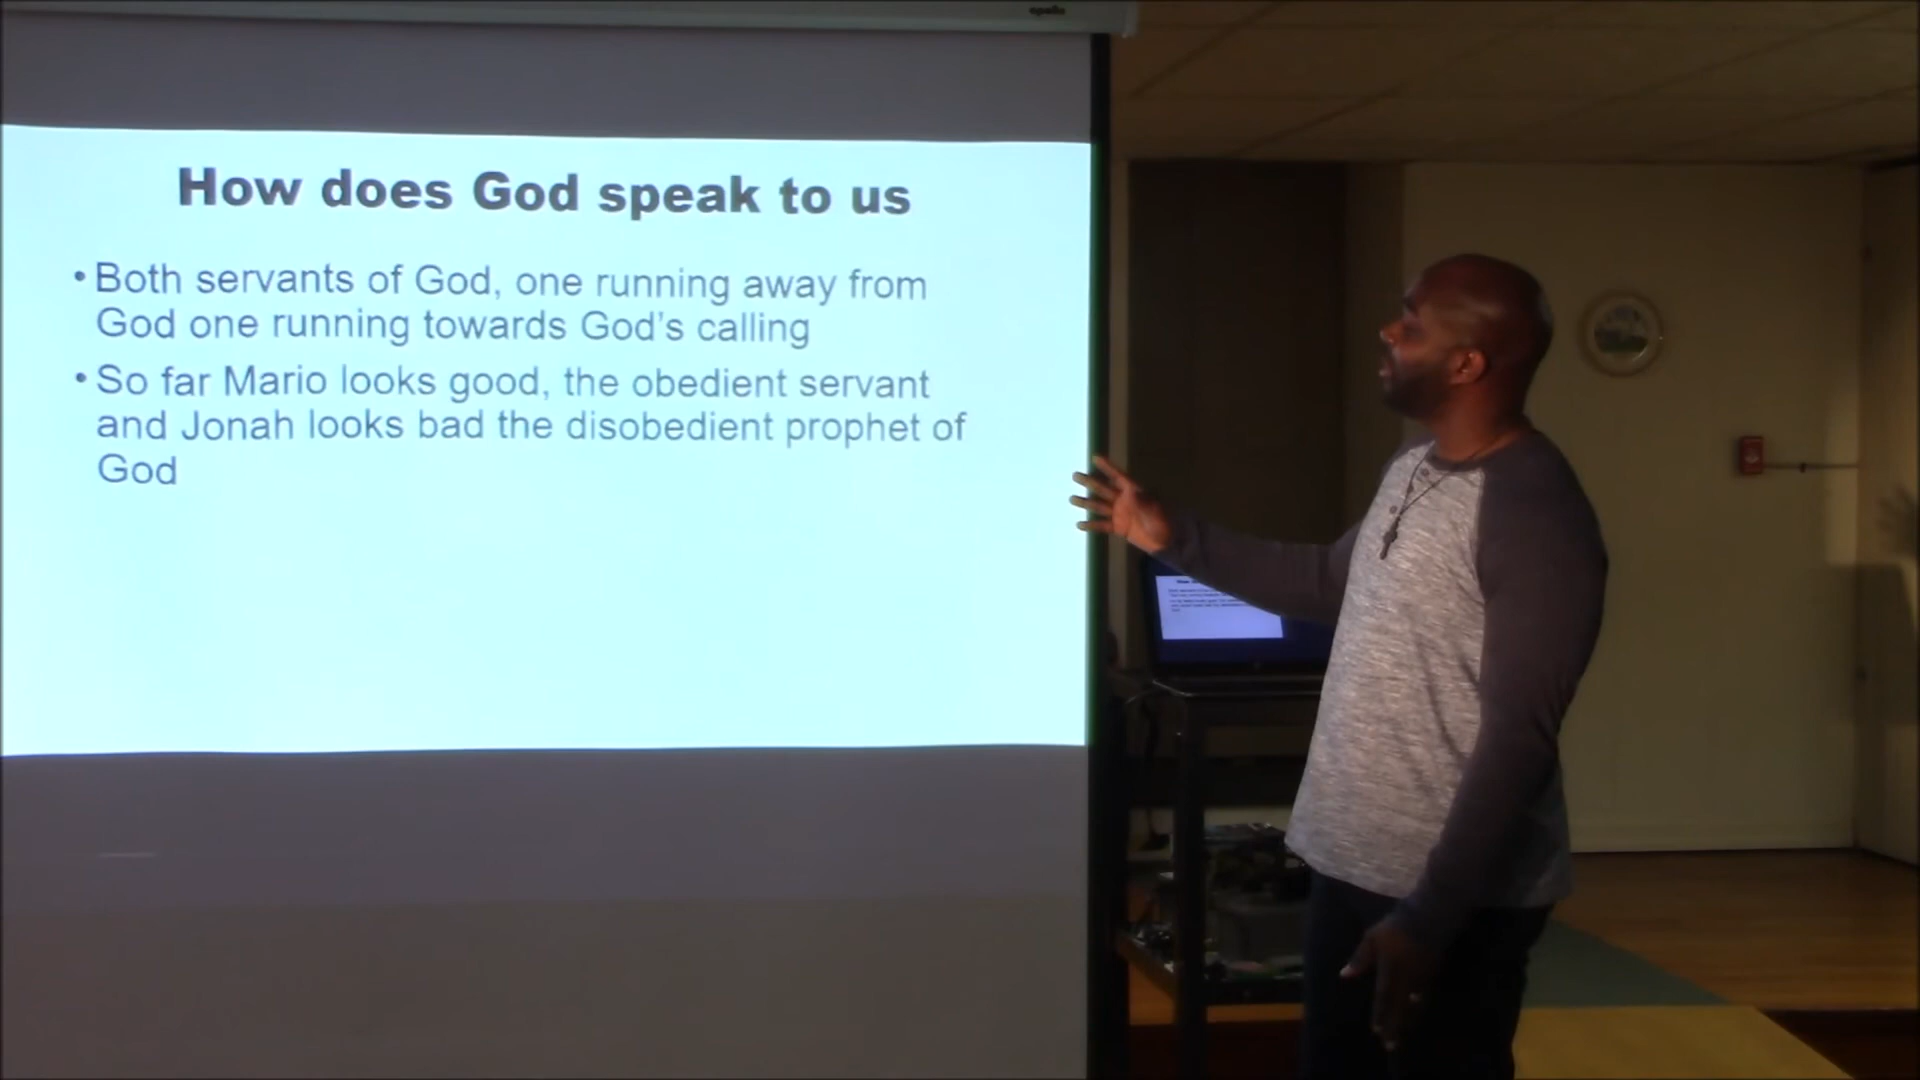 How does God speak to us
• Both servants of God, one running away from
God one running towards God's calling
• So far Mario looks good, the obedient servant
and Jonah looks bad the disobedient prophet of
God